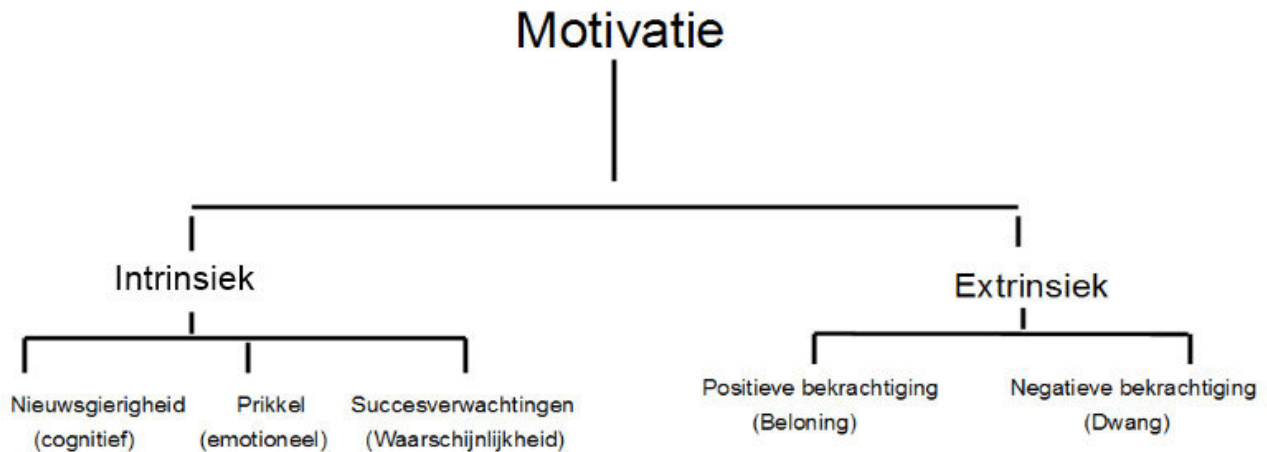 Motivatie
Intrinsiek
Extrinsiek
Nieuwsgierigheid
(cognitief)
Prikkel
(emotioneel)
Succesverwachtingen
(Waarschijnlijkheid)
Positieve bekrachtiging
(Beloning)
Negatieve bekrachtiging
(Dwang)